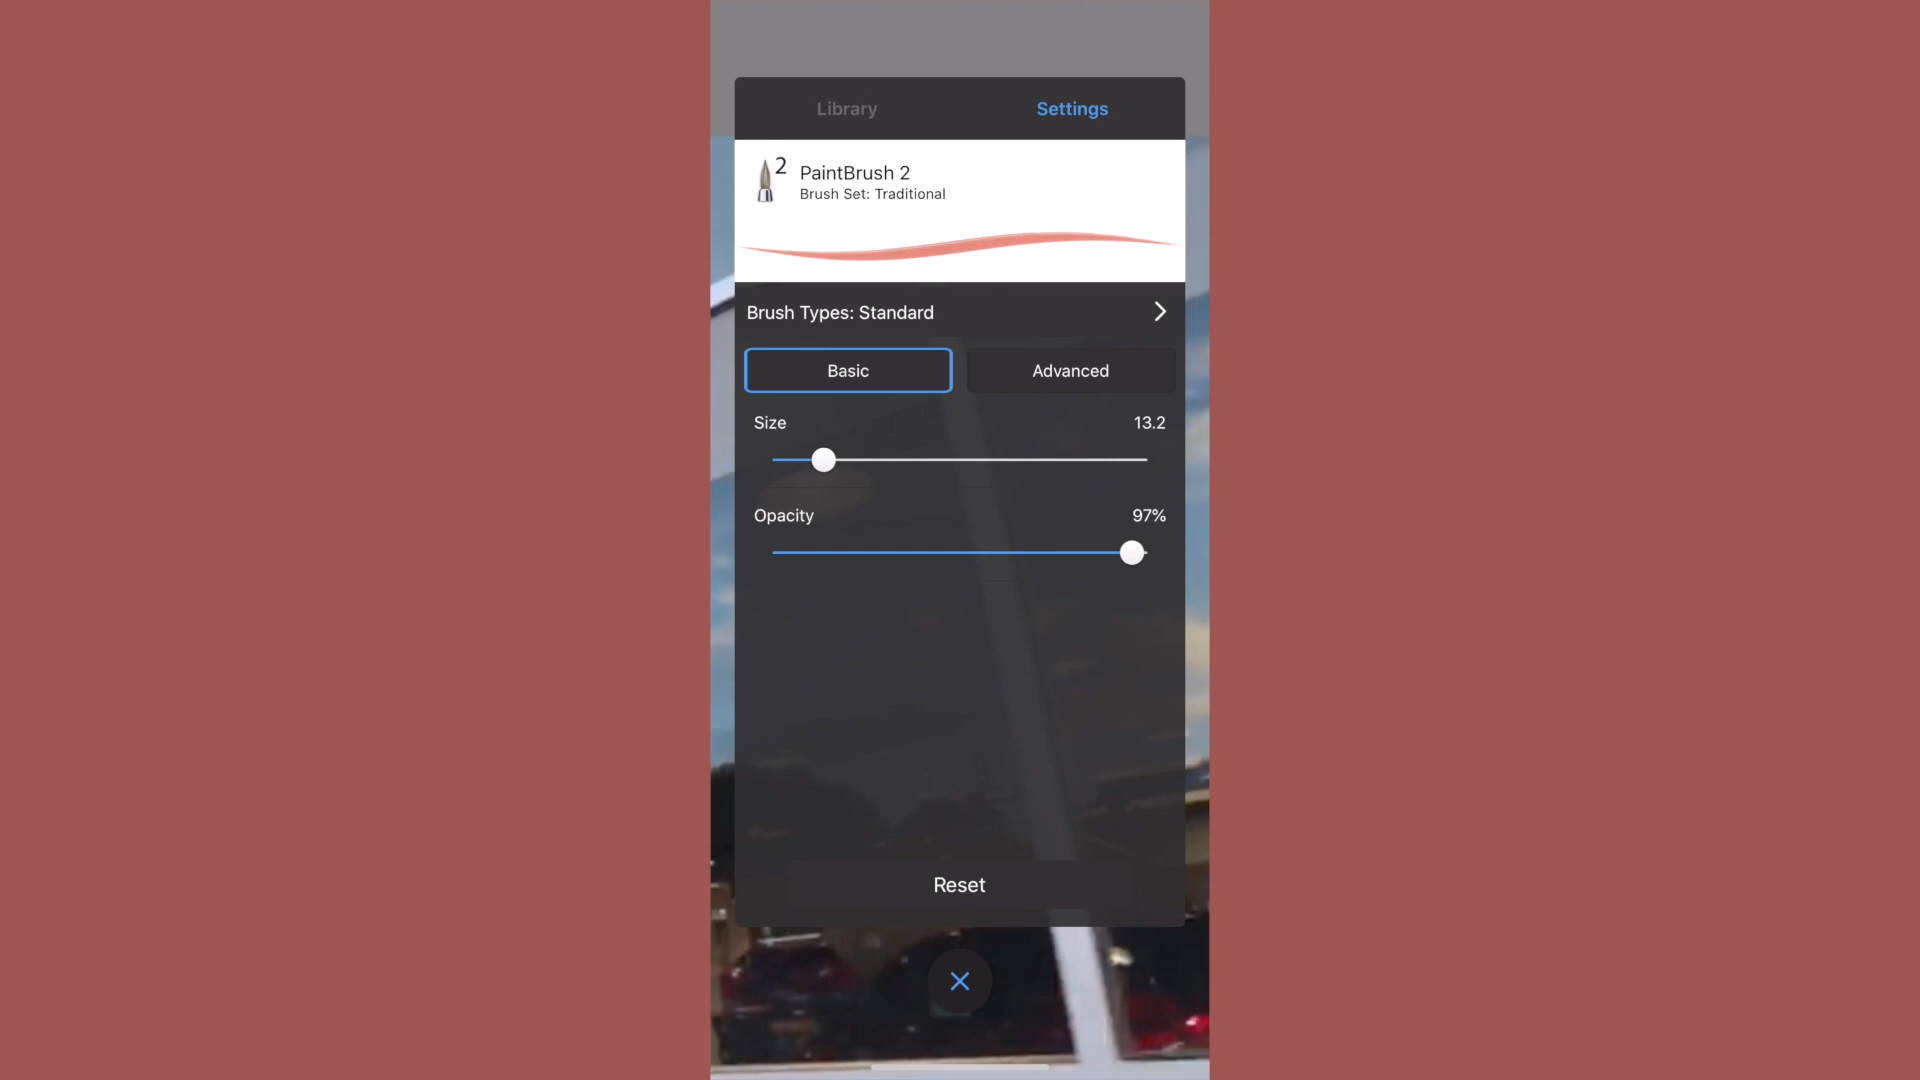 Library
Settings
2
PaintBrush 2
Brush Set: Traditional
Brush Types: Standard
Basic
Advanced
Size
13.2
Opacity
97%
Reset